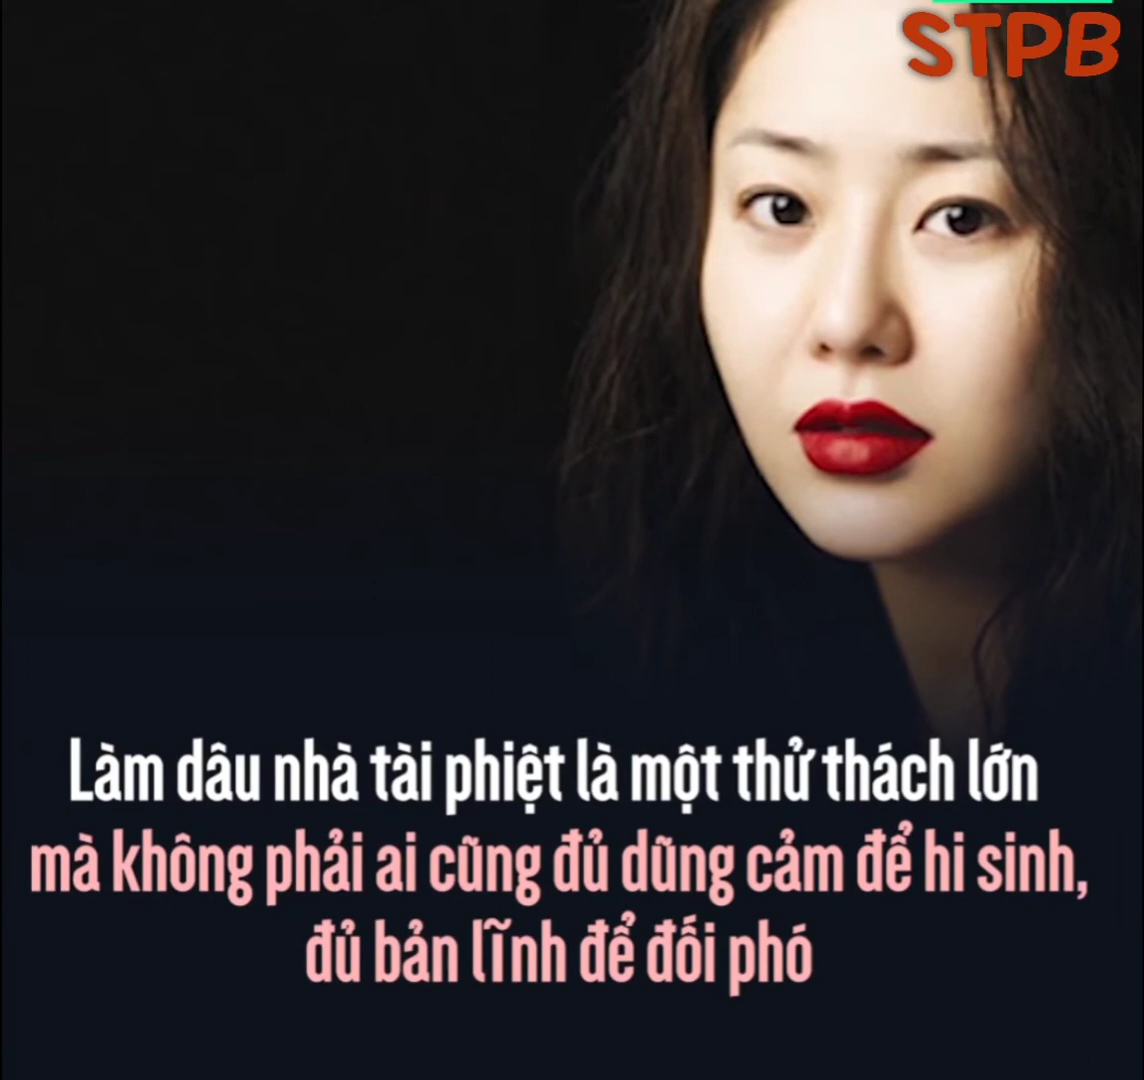 STPB
Làm dâu nhà tài phiệt là một thử thách lớn
mà không phải ai cũng đủ dũng cảm để hi sinh,
đủ bản lĩnh để đối phó